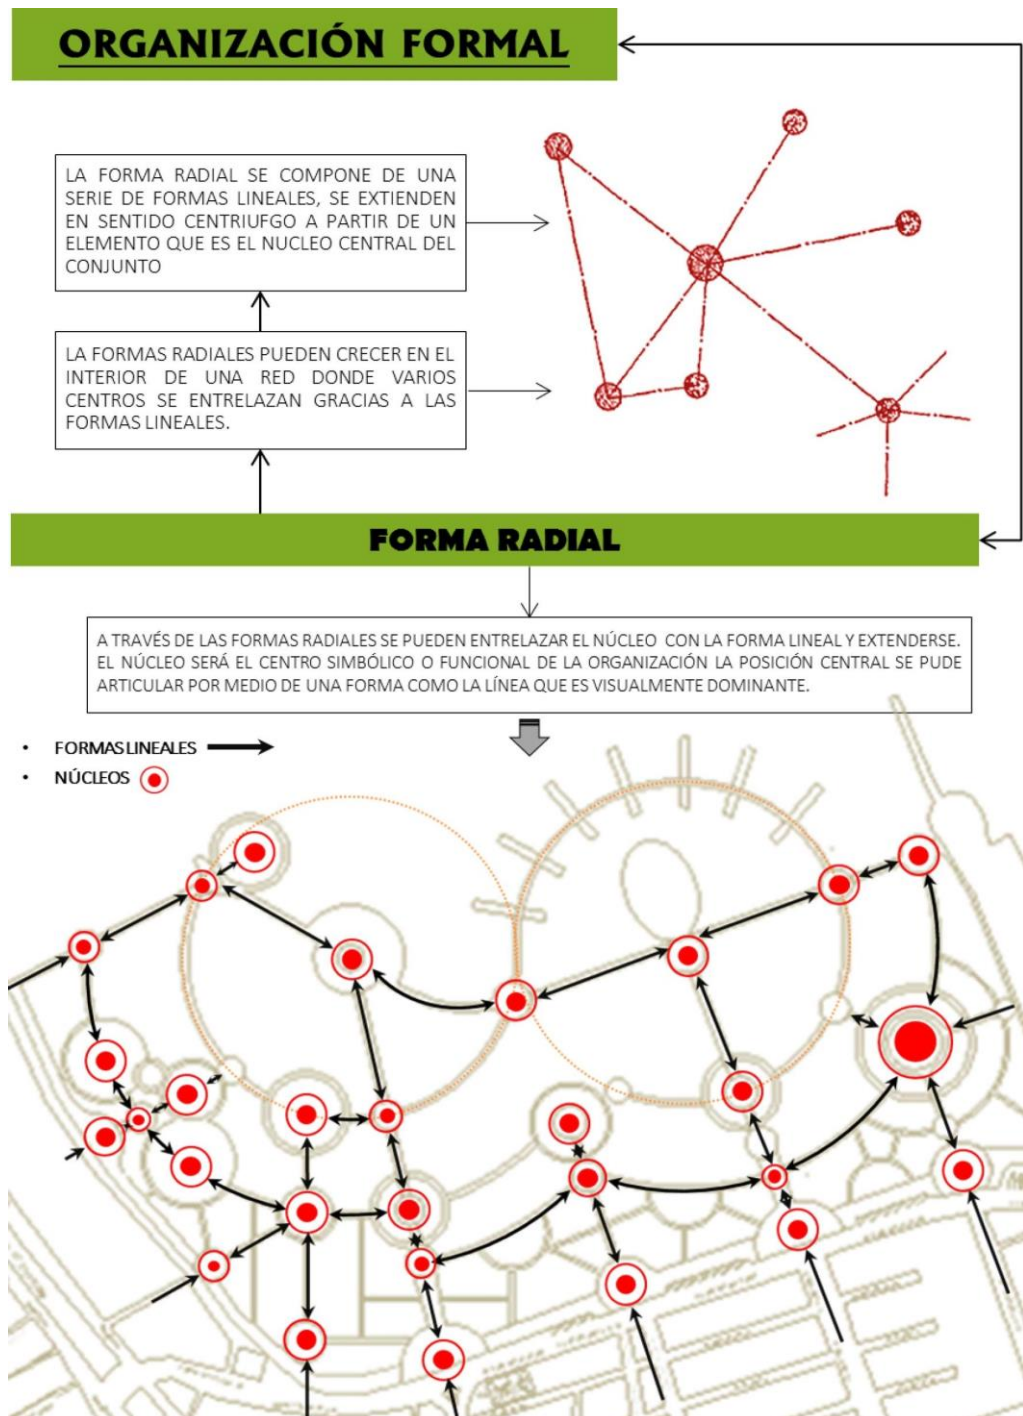 ORGANIZACIÓN FORMAL
LA FORMA RADIAL SE COMPONE DE UNA
SERIE DE FORMAS LINEALES, SE EXTIENDEN
EN SENTIDO CENTRIUFGO A PARTIR DE UN
ELEMENTO QUE ES EL NUCLEO CENTRAL DEL
CONJUNTO
LA FORMAS RADIALES PUEDEN CRECER EN EL
INTERIOR DE UNA RED DONDE VARIOS
CENTROS SE ENTRELAZAN GRACIAS A LAS
FORMAS LINEALES.
FORMA RADIAL
A TRAVÉS DE LAS FORMAS RADIALES SE PUEDEN ENTRELAZAR EL NÚCLEO CON LA FORMA LINEAL Y EXTENDERSE.
EL NÚCLEO SERÁ EL CENTRO SIMBÓLICO O FUNCIONAL DE LA ORGANIZACIÓN LA POSICIÓN CENTRAL SE PUDE
ARTICULAR POR MEDIO DE UNA FORMA COMO LA LÍNEA QUE ES VISUALMENTE DOMINANTE.
• FORMAS LINEALES
• NÚCLEOS